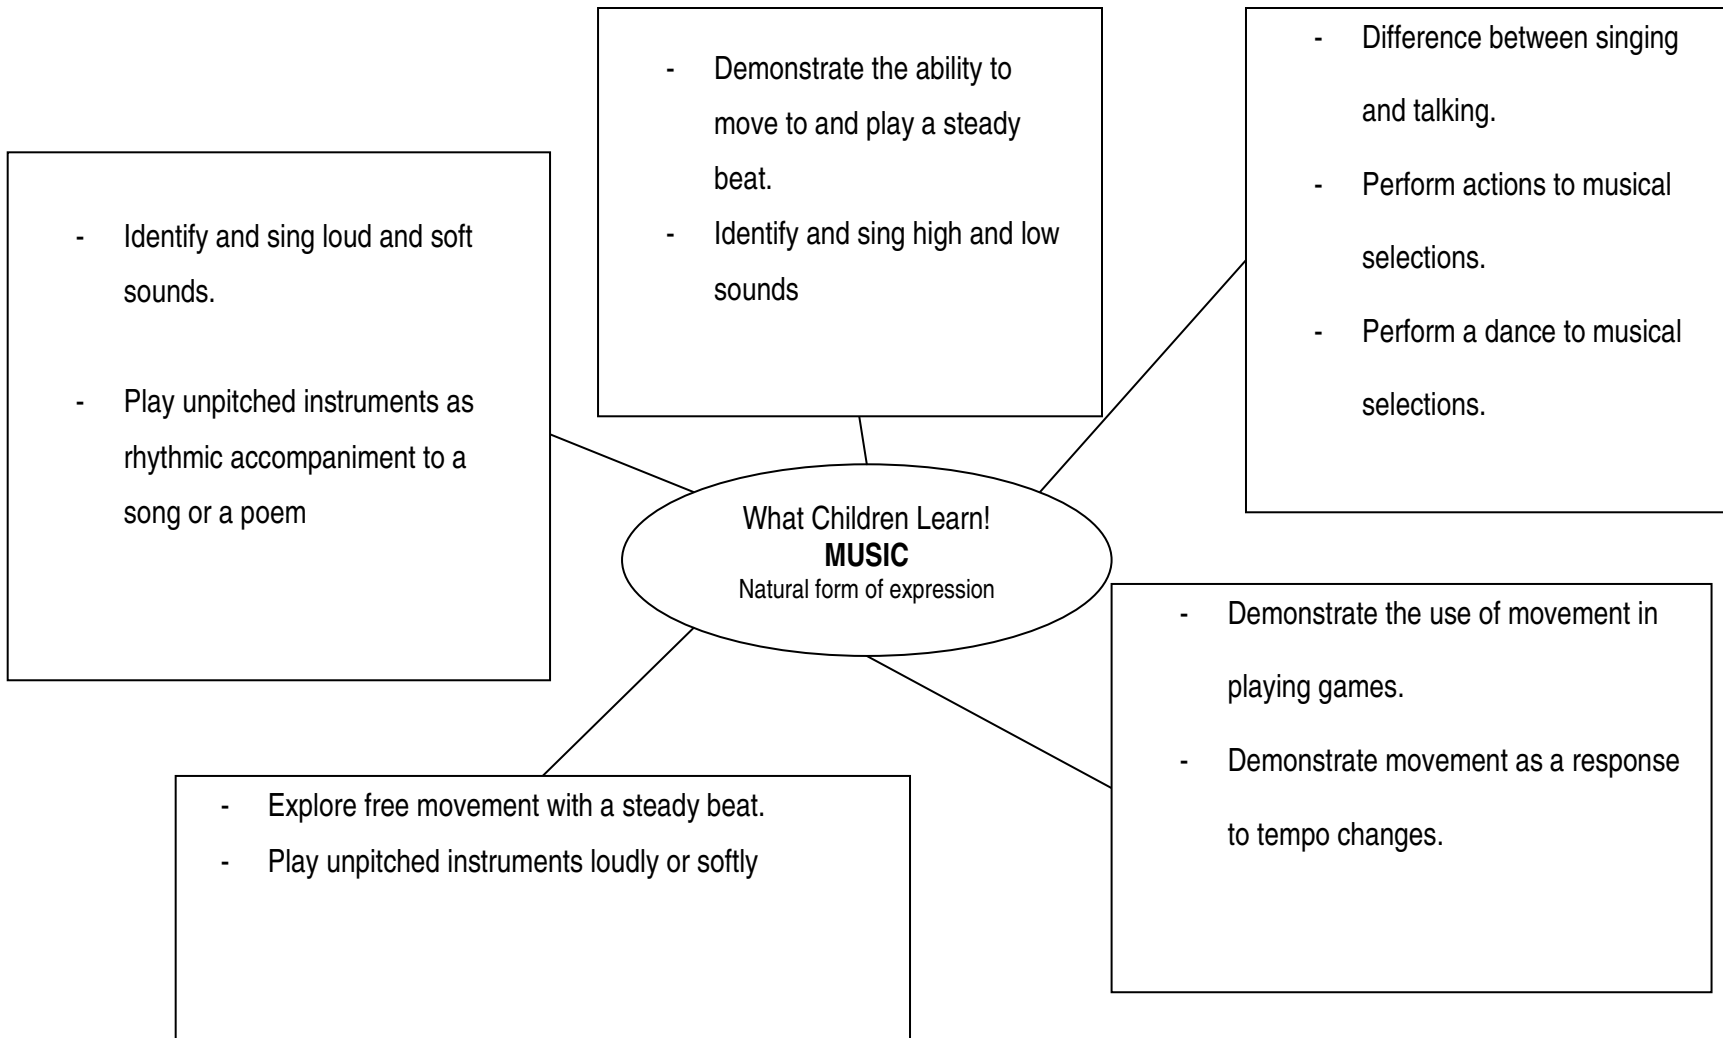 - Demonstrate the ability to
move to and play a steady
beat.
- Identify and sing high and low
sounds
- Difference between singing
and talking.
- Perform actions to musical
selections.
- Perform a dance to musical
selections.
- Identify and sing loud and soft
sounds.
- Play unpitched instruments as
rhythmic accompaniment to a
song or a poem
What Children Learn!
MUSIC
Natural form of expression
- Demonstrate the use of movement in
playing games.
- Demonstrate movement as a response
to tempo changes.
- Explore free movement with a steady beat.
- Play unpitched instruments loudly or softly